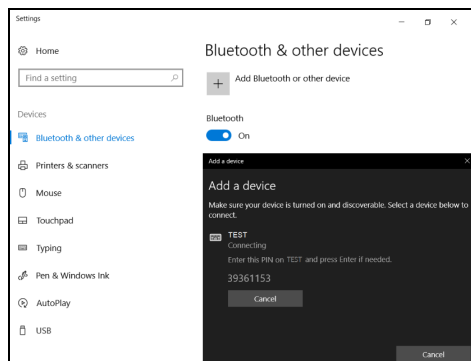 Settings
Home
Bluetooth & other devices
Find a setting
Add Bluetooth or other device
Devices
Bluetooth
Bluetooth & other devices
On
Printers & scanners
Mouse
Touchpad
Typing
Pen & Windows Ink
AutoPlay
USB
Add a device
Add a device
Make sure your device is turned on and discoverable. Select a device below to
connect.
TEST
Connecting
Enter this PIN on TEST and press Enter if needed.
39361153
Cancel
Cancel